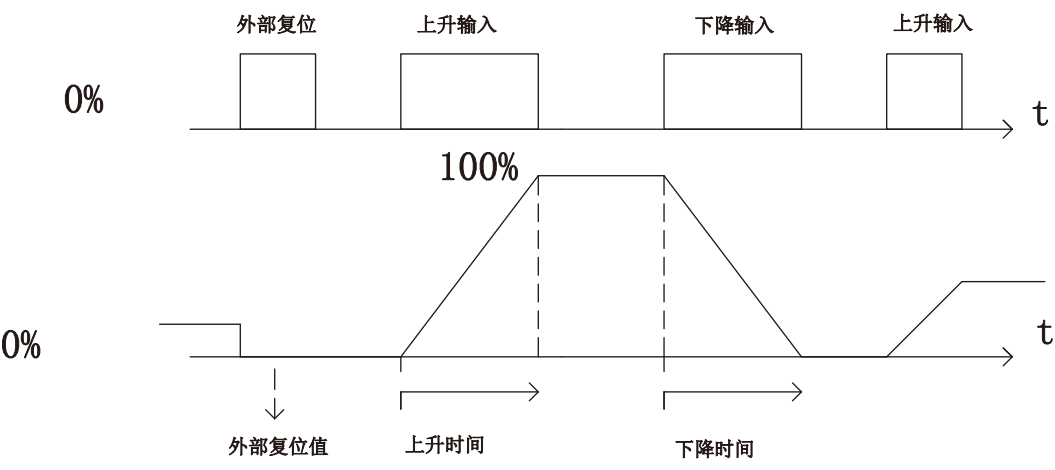 外部复位
上升输入
下降输入
上升输入
0%
t
100%
0%
t
外部复位值
上升时间
下降时间